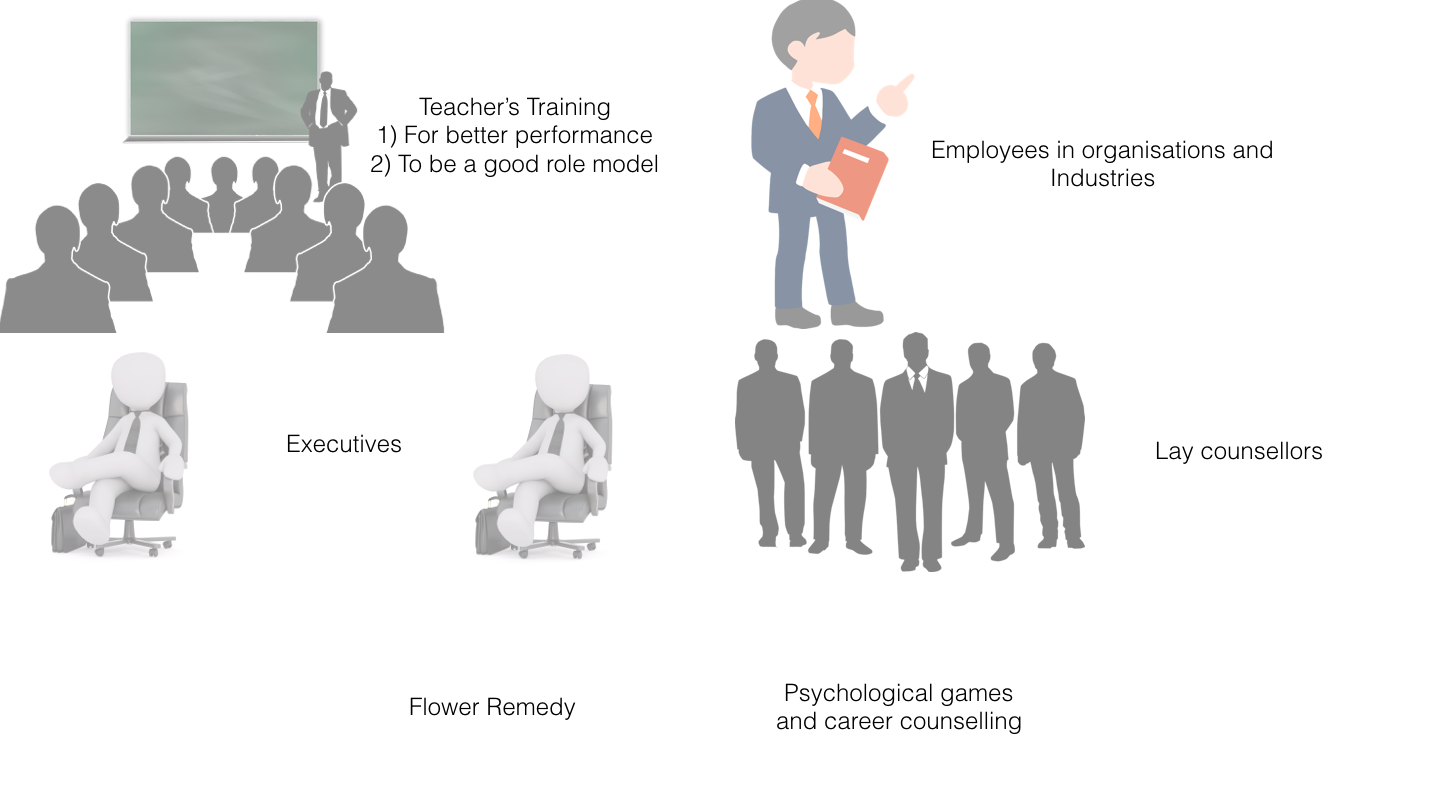 Teacher’s Training
1) For better performance
2) To be a good role model
Employees in organisations and
Industries
Executives
Lay counsellors
Flower Remedy
Psychological games
and career counselling